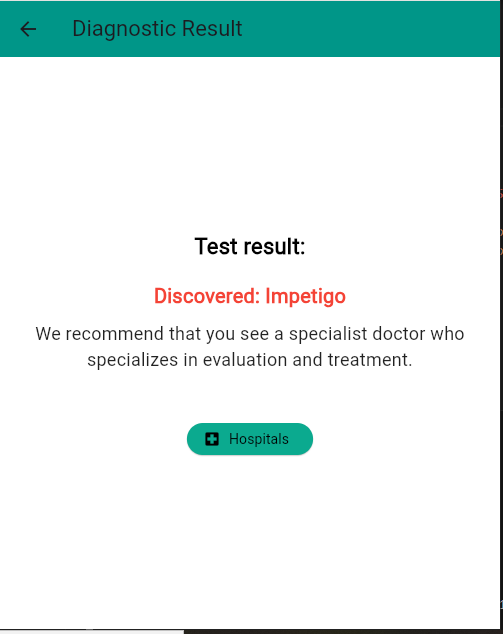 Diagnostic Result
Test result:
Discovered: Impetigo
We recommend that you see a specialist doctor who
specializes in evaluation and treatment.
Hospitals